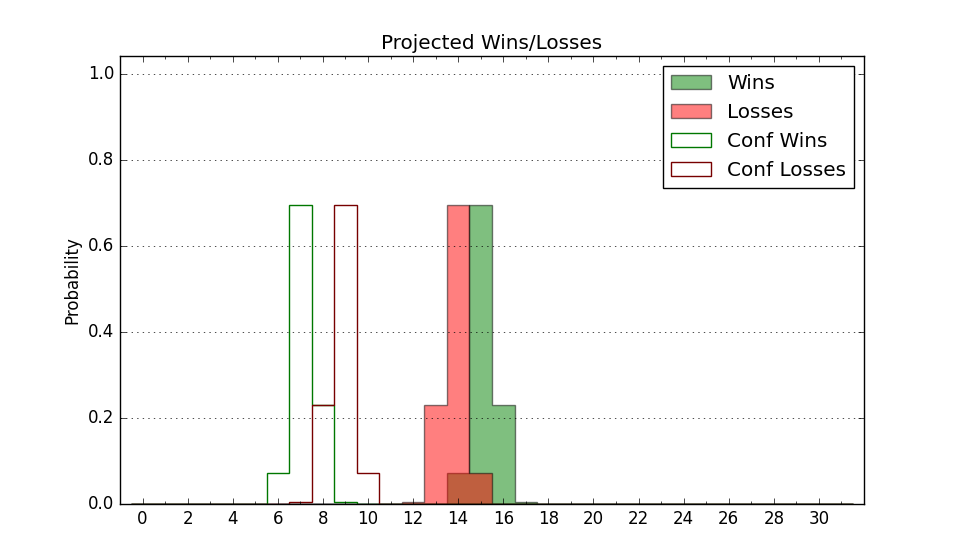 Projected Wins/Losses
Wins
Losses
Conf Wins
Conf Losses
Probability
1.0
0.8
0.6
0.4
0.2
0.0
0 2 4 6 8 10 12 14 16 18 20 22 24 26 28 30